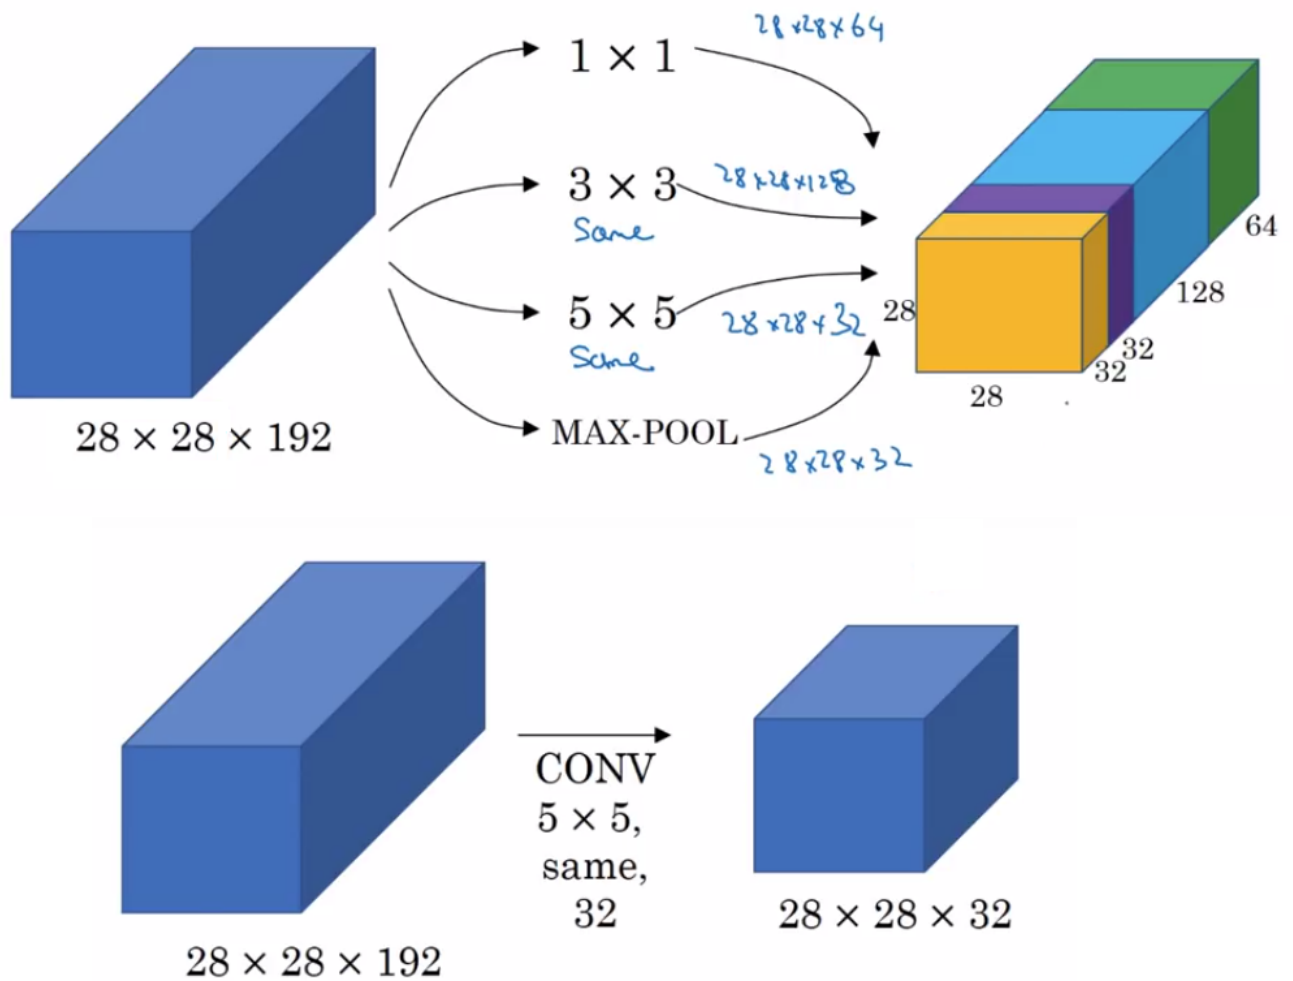 28×28×64
1 × 1
28×28×128
3 × 3
Same
64
128
28
5 × 5
28×28×32
Same
32
32
28
MAX-POOL
28×28×32
28 × 28 × 192
CONV
5 × 5,
same,
32
28 × 28 × 32
28 × 28 × 192